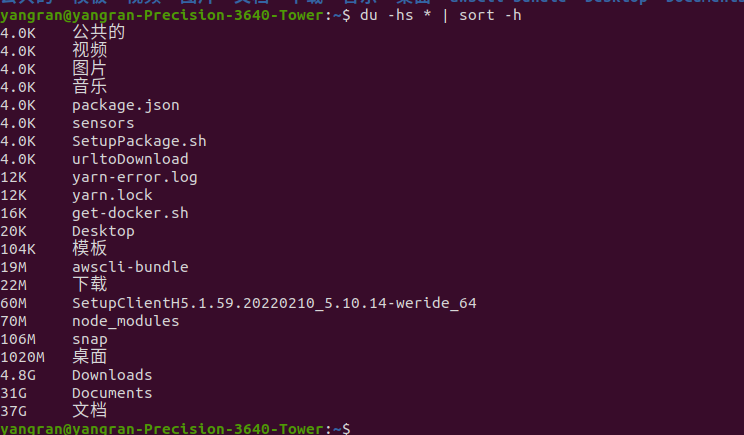 yangran@yangran-Precision-3640-Tower:~$ du -hs * | sort -h
4.0K 公共的
4.0K 视频
4.0K 图片
4.0K 音乐
4.0K package.json
4.0K sensors
4.0K SetupPackage.sh
4.0K urltoDownload
12K yarn-error.log
12K yarn.lock
16K get-docker.sh
20K Desktop
104K 模板
19M awscli-bundle
22M 下载
60M SetupClientH5.1.59.20220210_5.10.14-weride_64
70M node_modules
106M snap
1020M 桌面
4.8G Downloads
31G Documents
37G 文档
yangran@yangran-Precision-3640-Tower:~$